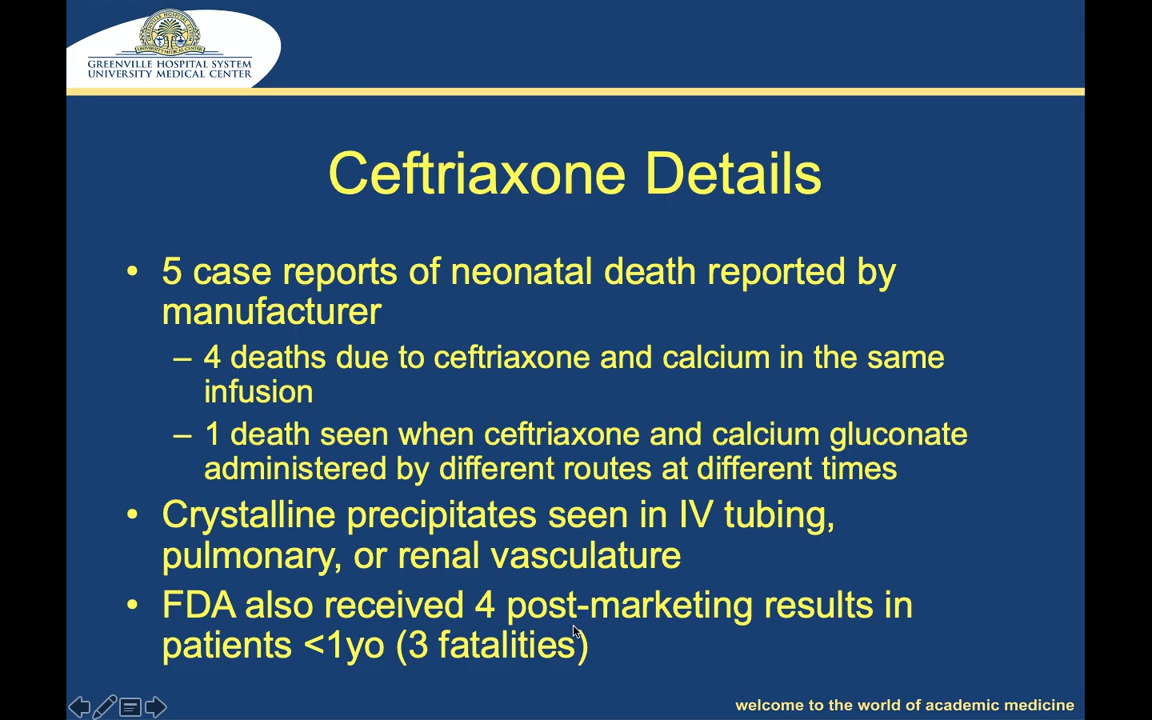 GREENVILLE HOSPITAL SYSTEM
UNIVERSITY MEDICAL CENTER
Ceftriaxone Details
• 5 case reports of neonatal death reported by
manufacturer
– 4 deaths due to ceftriaxone and calcium in the same
infusion
– 1 death seen when ceftriaxone and calcium gluconate
administered by different routes at different times
• Crystalline precipitates seen in IV tubing,
pulmonary, or renal vasculature
• FDA also received 4 post-marketing results in
patients <1yo (3 fatalities)
welcome to the world of academic medicine